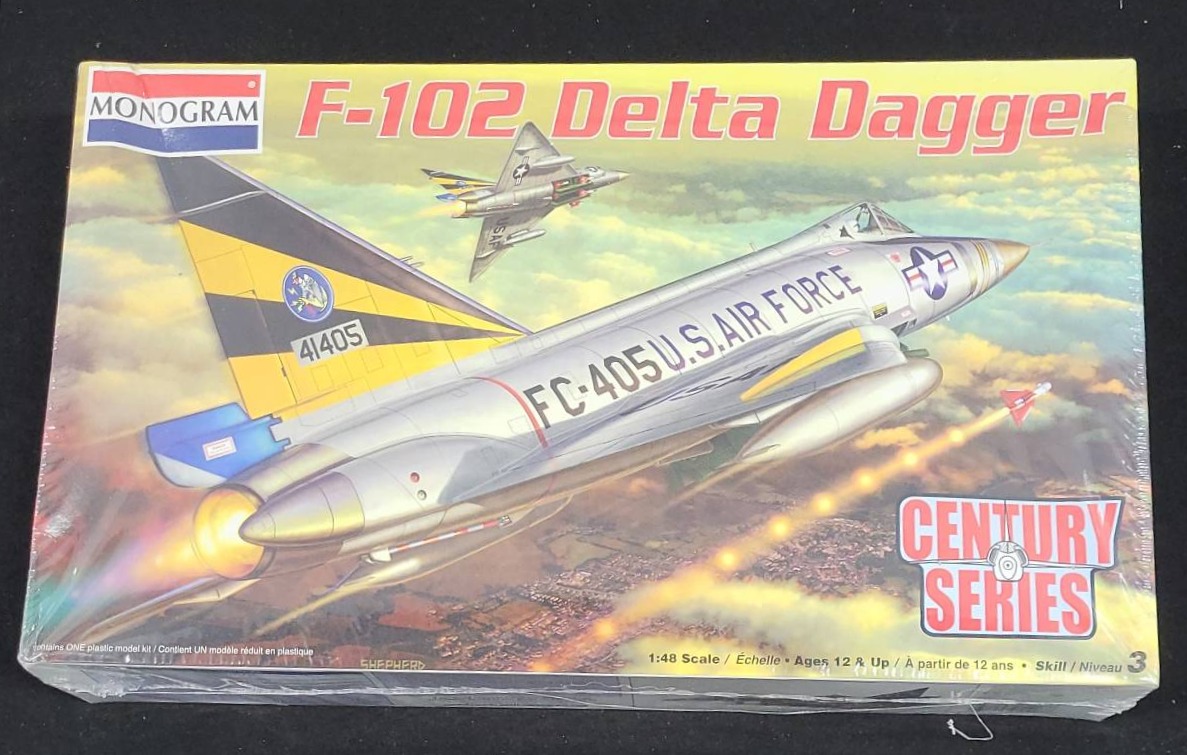 MONOGRAM
F-102 Delta Dagger
USAF
41405
FC-405 U.S. AIR FORCE
CENTURY
SERIES
contains ONE plastic model kit / Contient UN modèle réduit en plastique
SHEPHERD
1:48 Scale / Échelle • Ages 12 & Up / À partir de 12 ans • Skill / Niveau 3